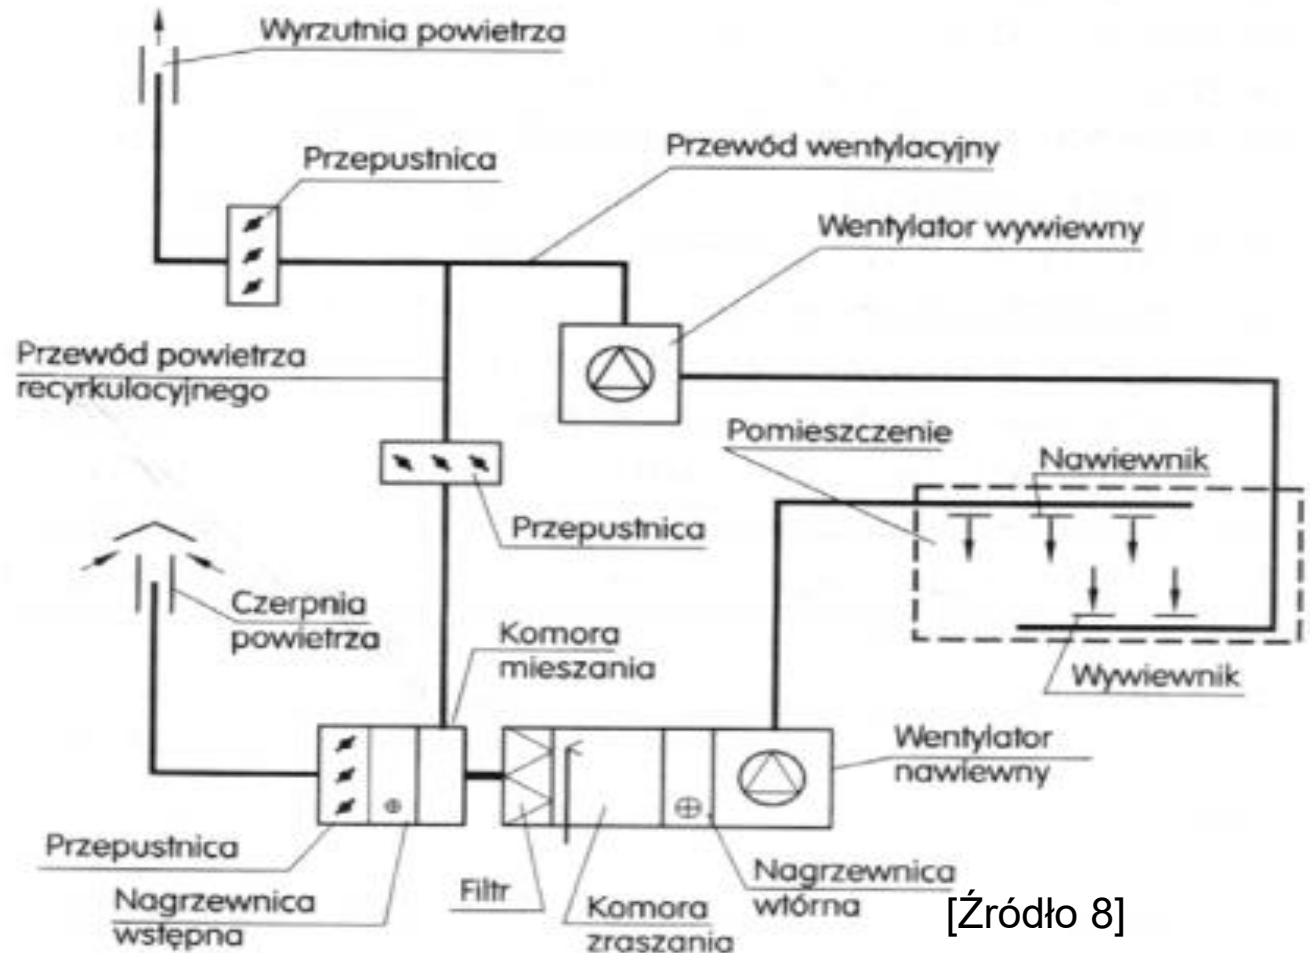 Wyrzutnia powietrza
Przepustnica
Przewód wentylacyjny
Wentylator wywiewny
Przewód powietrza
recyrkulacyjnego
Pomieszczenie
Nawiewnik
Przepustnica
Czerpnia
powietrza
Komora
mieszania
Wywiewnik
Wentylator
nawiewny
Przepustnica
Nagrzewnica
wstępna
Filtr
Komora
zraszania
Nagrzewnica
wtórna
[Źródło 8]